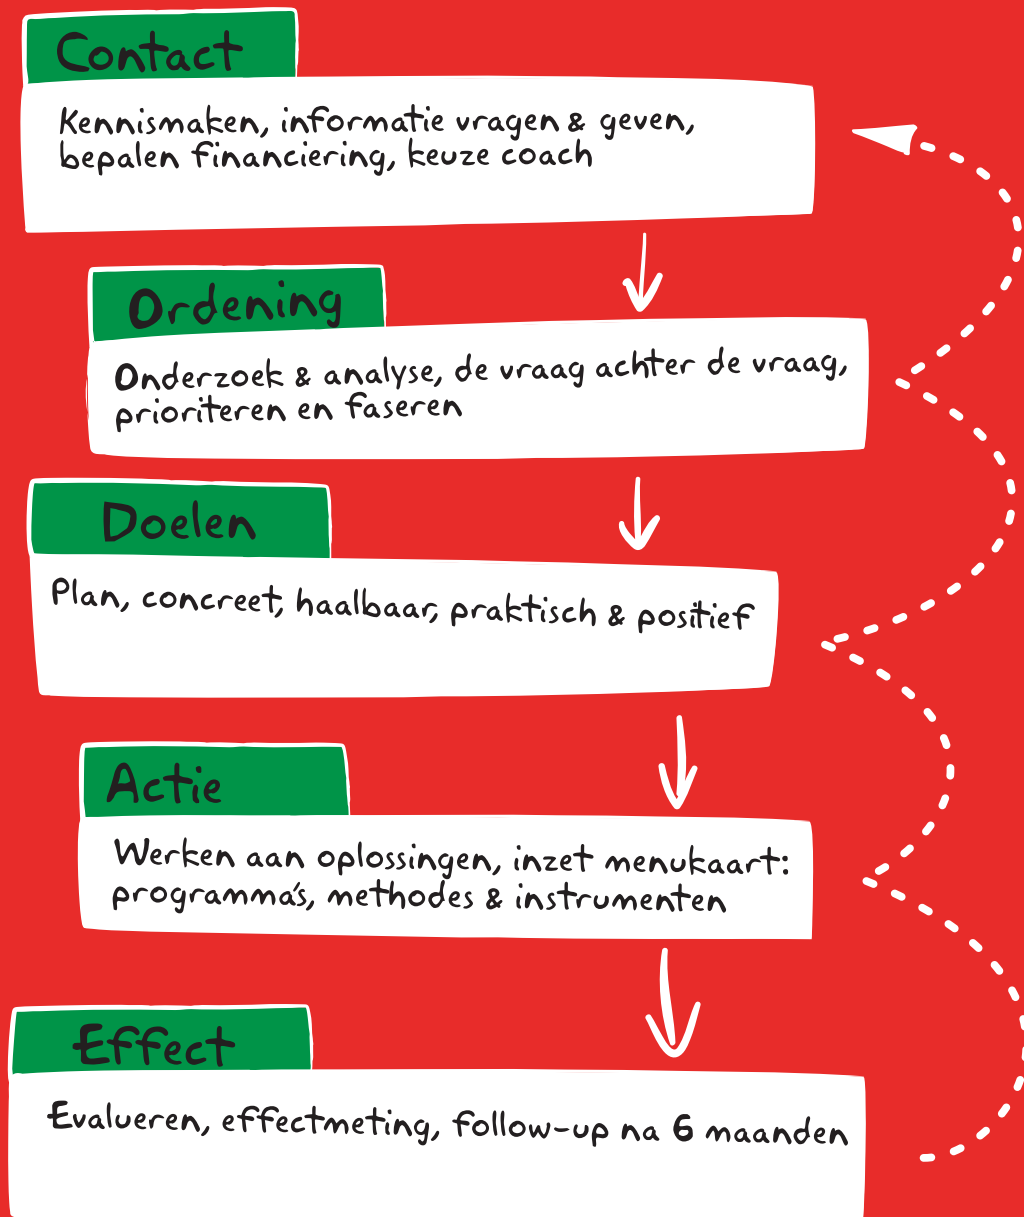 Contact
Kennismaken, informatie vragen & geven,
bepalen financiering, keuze coach
Ordening
Onderzoek & analyse, de vraag achter de vraag,
prioriteren en faseren
Doelen
Plan, concreet, haalbaar, praktisch & positief
Actie
Werken aan oplossingen, inzet menukaart:
programma's, methodes & instrumenten
Effect
Evalueren, effectmeting, follow-up na 6 maanden